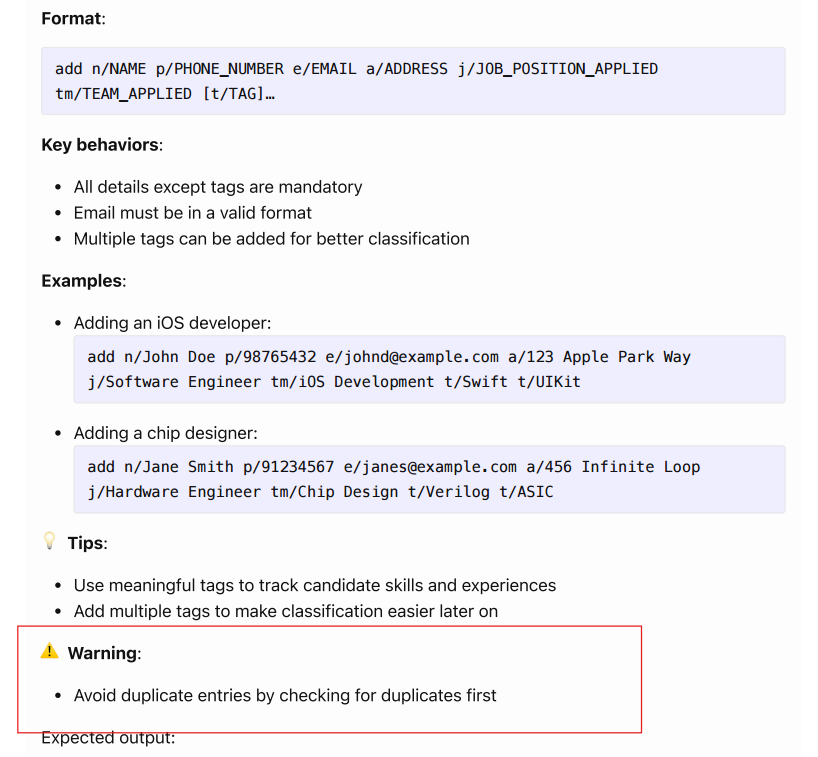 Format:
add n/NAME p/PHONE_NUMBER e/EMAIL a/ADDRESS j/JOB_POSITION_APPLIED
tm/TEAM_APPLIED [t/TAG]…
Key behaviors:
• All details except tags are mandatory
• Email must be in a valid format
• Multiple tags can be added for better classification
Examples:
• Adding an iOS developer:
add n/John Doe p/98765432 e/johnd@example.com a/123 Apple Park Way
j/Software Engineer tm/iOS Development t/Swift t/UIKit
• Adding a chip designer:
add n/Jane Smith p/91234567 e/janes@example.com a/456 Infinite Loop
j/Hardware Engineer tm/Chip Design t/Verilog t/ASIC
💡 Tips:
• Use meaningful tags to track candidate skills and experiences
• Add multiple tags to make classification easier later on
⚠️ Warning:
• Avoid duplicate entries by checking for duplicates first
Expected output: